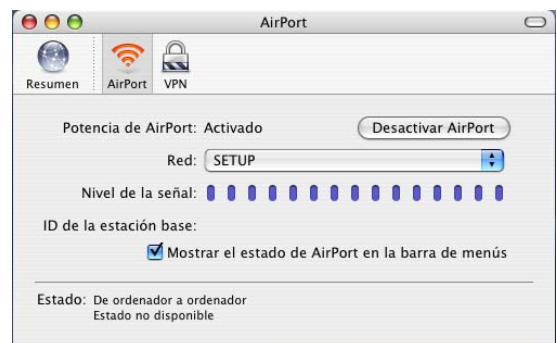 AirPort
Resumen AirPort VPN
Potencia de AirPort: Activado Desactivar AirPort
Red: SETUP
Nivel de la señal:
ID de la estación base:
Mostrar el estado de AirPort en la barra de menús
Estado: De ordenador a ordenador
Estado no disponible